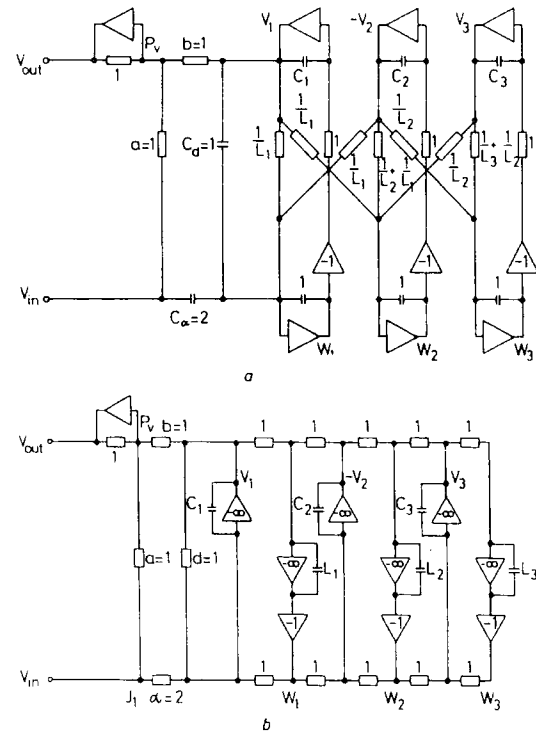 V₁ -V₂ V₃
Vout Pv b=1 C₁ C₂ C₃
1
1/L₁ 1/L₂
a=1 C_d=1 1/L₁ 1 1/L₁ 1/L₂+1/L₁ 1 1/L₂ 1/L₃+1/L₂ 1
-1 -1 -1
Vin 1 1 1
Cα=2 W₁ W₂ W₃
a
Pv b=1 1 1 1 1 1
Vout
1 V₁ -V₂ V₃
C₁ -∞ C₂ -∞ C₃ -∞
a=1 d=1 -∞ L₁ -∞ L₂ -∞ L₃
-1 -1 -1
Vin 1 1 1 1 1
J₁ α=2 W₁ W₂ W₃
b